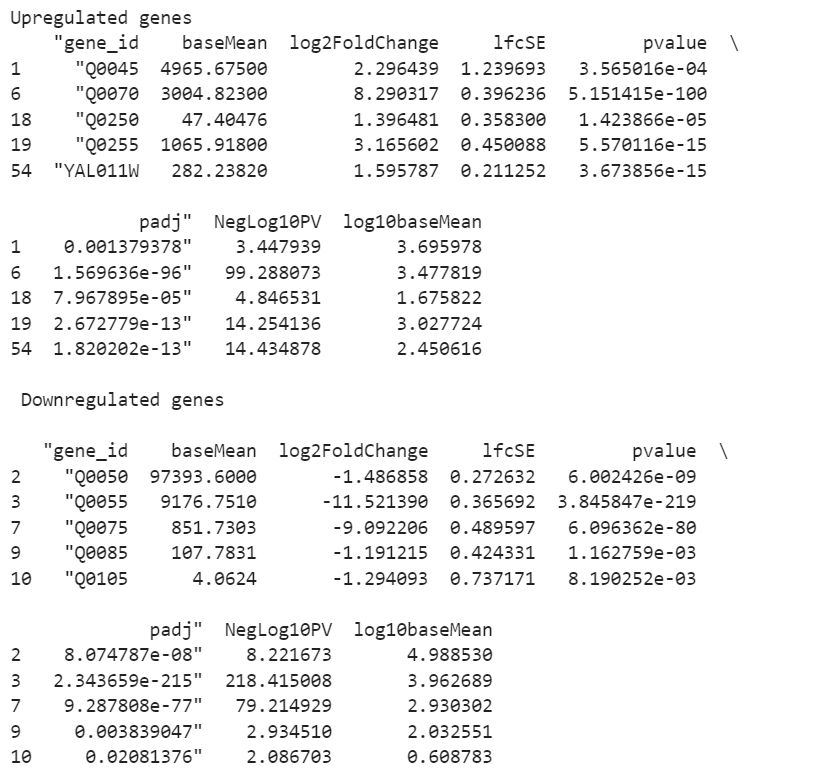 Upregulated genes
"gene_id baseMean log2FoldChange lfcSE pvalue \
1 "Q0045 4965.67500 2.296439 1.239693 3.565016e-04
6 "Q0070 3004.82300 8.290317 0.396236 5.151415e-100
18 "Q0250 47.40476 1.396481 0.358300 1.423866e-05
19 "Q0255 1065.91800 3.165602 0.450088 5.570116e-15
54 "YAL011W 282.23820 1.595787 0.211252 3.673856e-15
padj" NegLog10PV log10baseMean
1 0.001379378" 3.447939 3.695978
6 1.569636e-96" 99.288073 3.477819
18 7.967895e-05" 4.846531 1.675822
19 2.672779e-13" 14.254136 3.027724
54 1.820202e-13" 14.434878 2.450616
Downregulated genes
"gene_id baseMean log2FoldChange lfcSE pvalue \
2 "Q0050 97393.6000 -1.486858 0.272632 6.002426e-09
3 "Q0055 9176.7510 -11.521390 0.365692 3.845847e-219
7 "Q0075 851.7303 -9.092206 0.489597 6.096362e-80
9 "Q0085 107.7831 -1.191215 0.424331 1.162759e-03
10 "Q0105 4.0624 -1.294093 0.737171 8.190252e-03
padj" NegLog10PV log10baseMean
2 8.074787e-08" 8.221673 4.988530
3 2.343659e-215" 218.415008 3.962689
7 9.287808e-77" 79.214929 2.930302
9 0.003839047" 2.934510 2.032551
10 0.02081376" 2.086703 0.608783